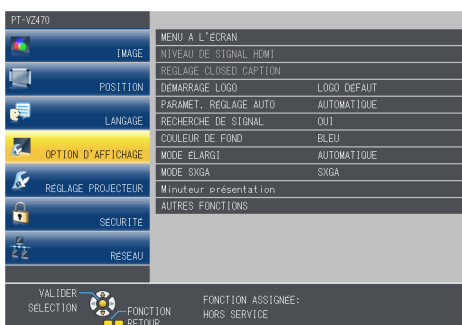 PT-VZ470
IMAGE
POSITION
LANGAGE
OPTION D'AFFICHAGE
RÉGLAGE PROJECTEUR
SÉCURITÉ
RÉSEAU
MENU A L'ÉCRAN
NIVEAU DE SIGNAL HDMI
RÉGLAGE CLOSED CAPTION
DÉMARRAGE LOGO LOGO DÉFAUT
PARAMÈT. RÉGLAGE AUTO AUTOMATIQUE
RECHERCHE DE SIGNAL OUI
COULEUR DE FOND BLEU
MODE ÉLARGI AUTOMATIQUE
MODE SXGA SXGA
Minuteur présentation
AUTRES FONCTIONS
VALIDER
SÉLECTION
FONCTION
RETOUR
FONCTION ASSIGNÉE:
HORS SERVICE